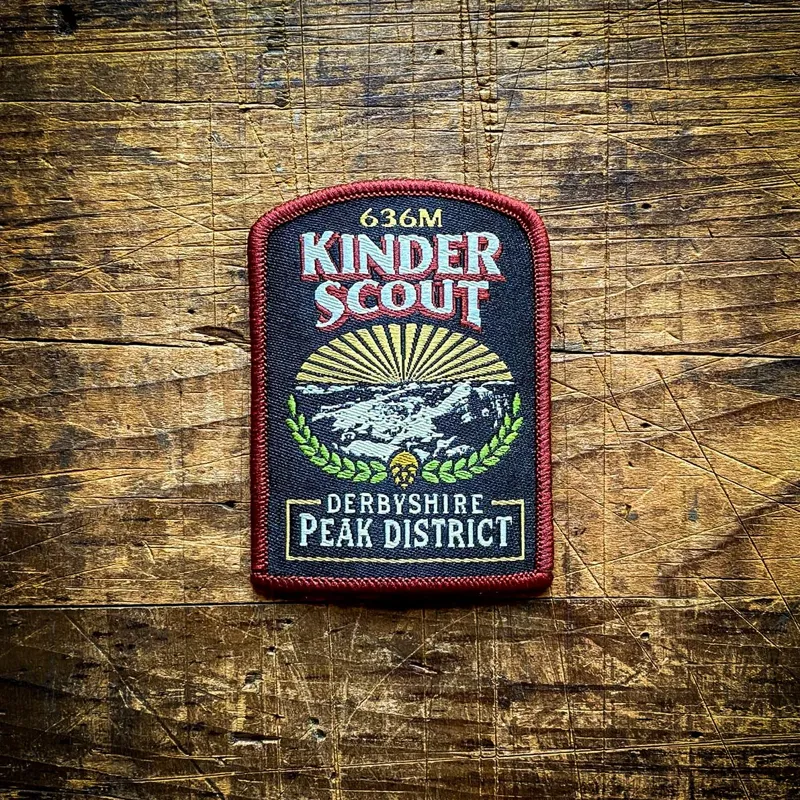 636M
KINDER
SCOUT
DERBYSHIRE
PEAK DISTRICT